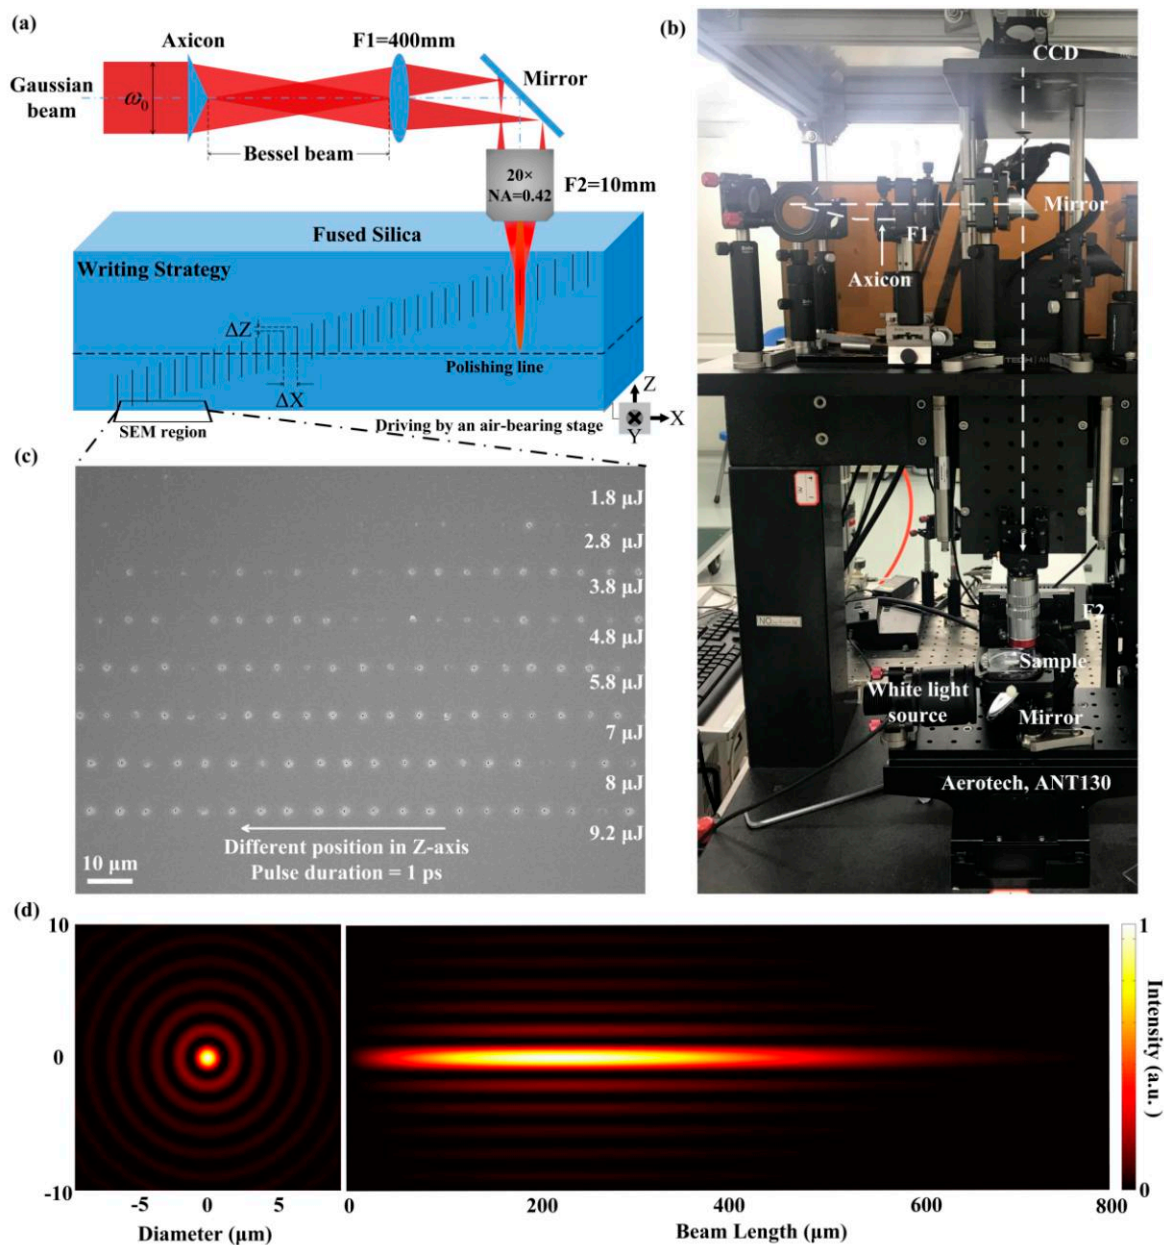 (a)
Axicon
F1=400mm
Mirror
Gaussian
beam
ω0
Bessel beam
20×
NA=0.42
F2=10mm
Fused Silica
Writing Strategy
ΔZ
ΔX
Polishing line
SEM region
Driving by an air-bearing stage
Z
X
Y
(b)
CCD
Mirror
F1
Axicon
F2
Sample
White light
source
Mirror
Aerotech, ANT130
(c)
1.8 μJ
2.8 μJ
3.8 μJ
4.8 μJ
5.8 μJ
7 μJ
8 μJ
9.2 μJ
Different position in Z-axis
Pulse duration = 1 ps
10 μm
(d)
10
0
-10
-5 0 5
Diameter (μm)
0 200 400 600 800
Beam Length (μm)
1
0
Intensity (a.u. )